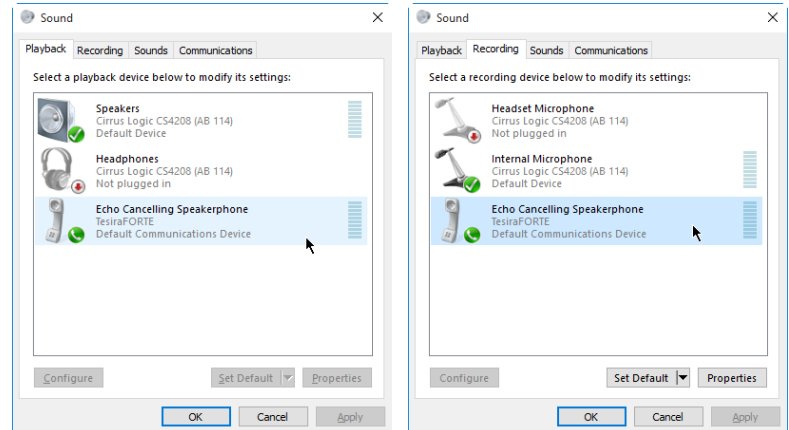 Sound
Playback Recording Sounds Communications
Select a playback device below to modify its settings:
Speakers
Cirrus Logic CS4208 (AB 114)
Default Device
Headphones
Cirrus Logic CS4208 (AB 114)
Not plugged in
Echo Cancelling Speakerphone
TesiraFORTE
Default Communications Device
Configure Set Default Properties
OK Cancel Apply
Sound
Playback Recording Sounds Communications
Select a recording device below to modify its settings:
Headset Microphone
Cirrus Logic CS4208 (AB 114)
Not plugged in
Internal Microphone
Cirrus Logic CS4208 (AB 114)
Default Device
Echo Cancelling Speakerphone
TesiraFORTE
Default Communications Device
Configure Set Default Properties
OK Cancel Apply